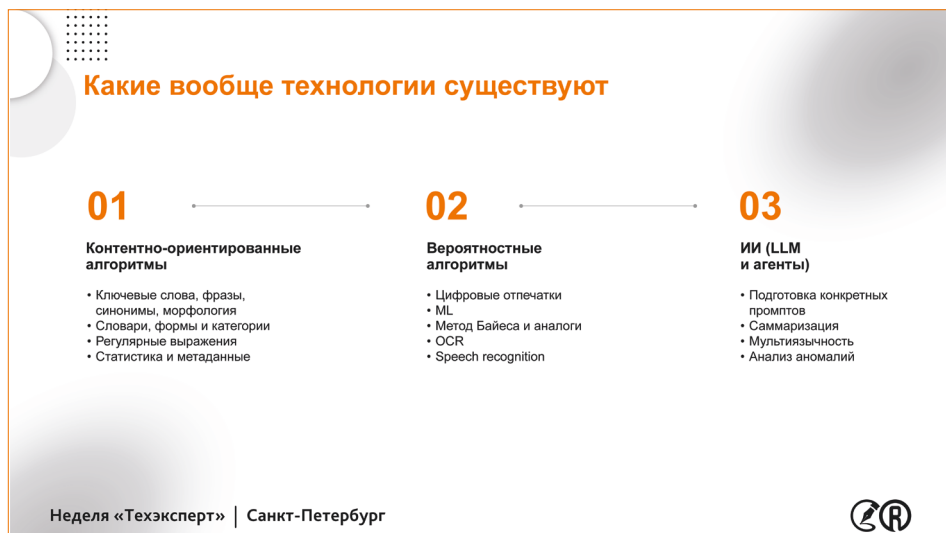 Какие вообще технологии существуют
01
Контентно-ориентированные
алгоритмы
• Ключевые слова, фразы,
синонимы, морфология
• Словари, формы и категории
• Регулярные выражения
• Статистика и метаданные
02
Вероятностные
алгоритмы
• Цифровые отпечатки
• ML
• Метод Байеса и аналоги
• OCR
• Speech recognition
03
ИИ (LLM
и агенты)
• Подготовка конкретных
промптов
• Саммаризация
• Мультиязычность
• Анализ аномалий
Неделя «Техэксперт» | Санкт-Петербург
R